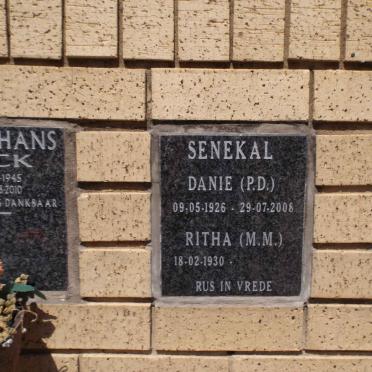 HANS
CK
1945
2010
DANKBAAR
SENEKAL
DANIE (P.D.)
09-05-1926 - 29-07-2008
RITHA (M.M.)
18-02-1930 -
RUS IN VREDE